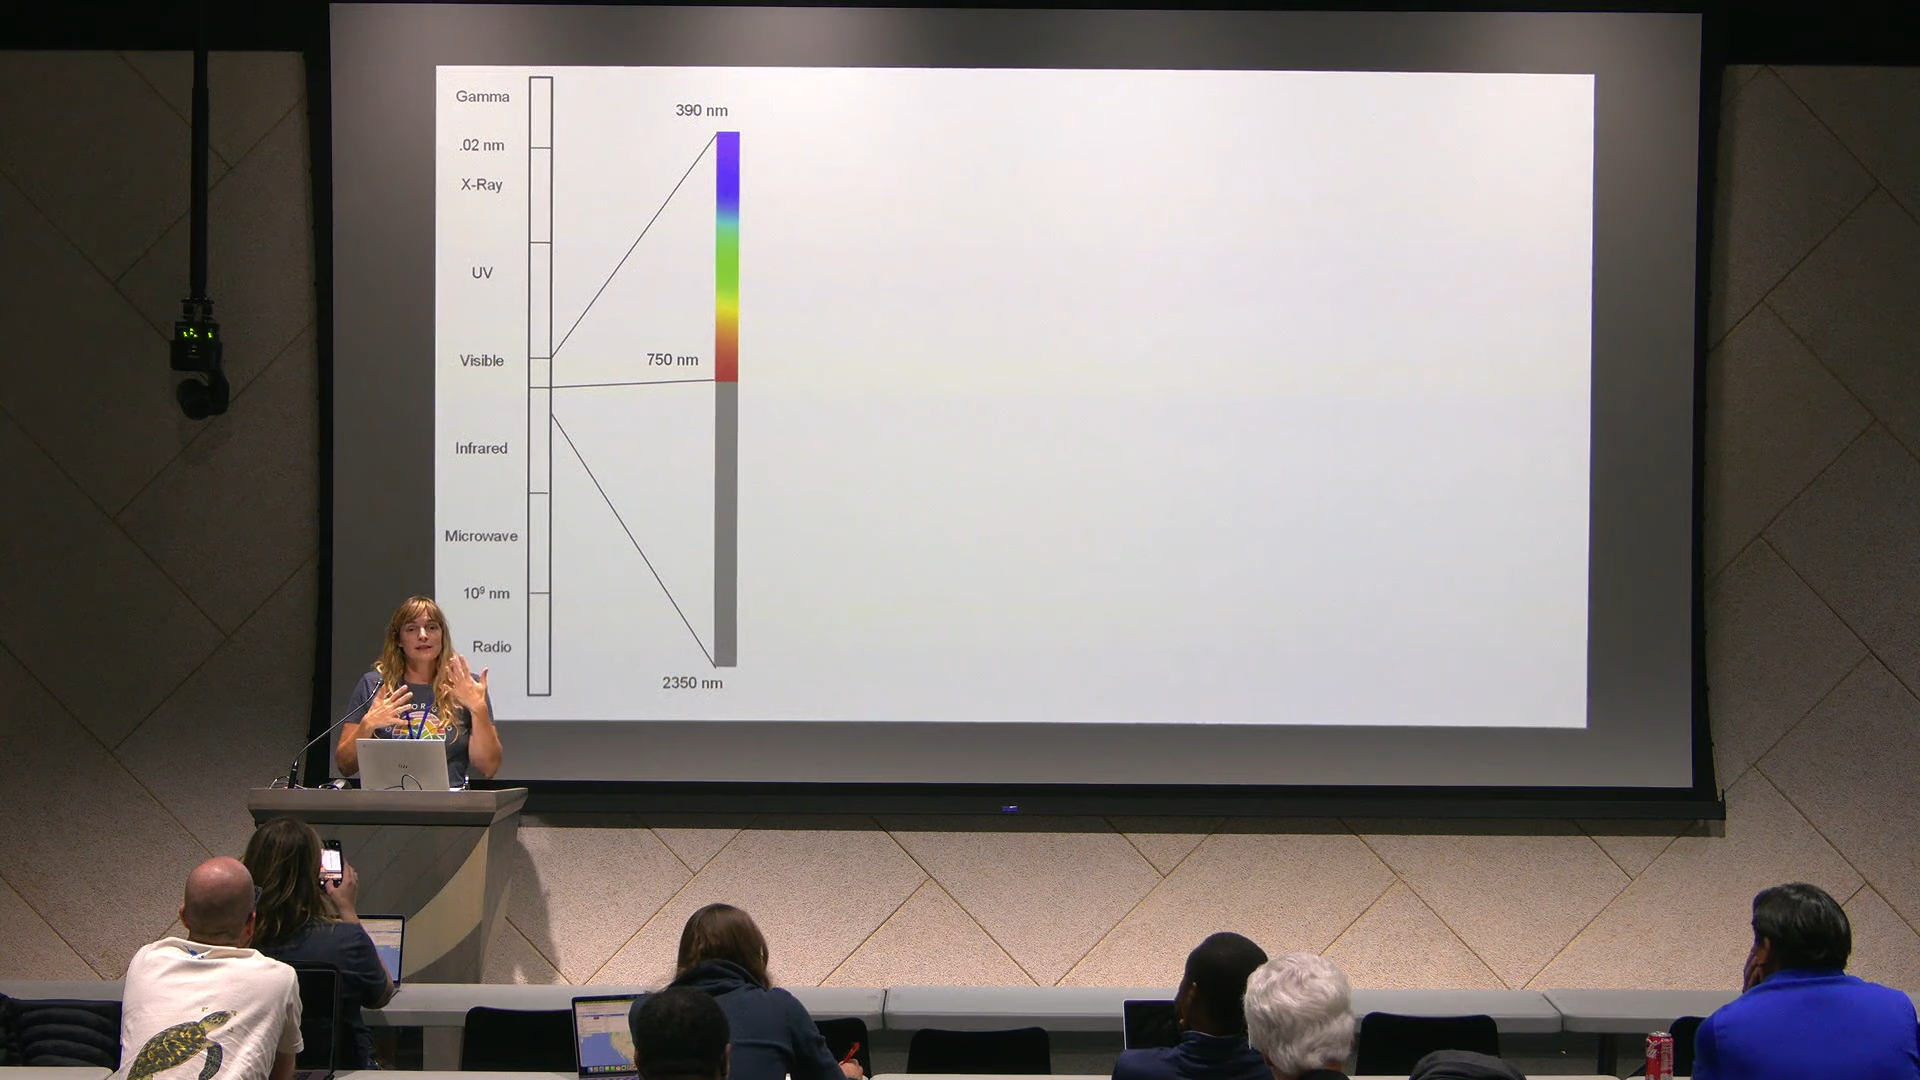 Gamma
390 nm
.02 nm
X-Ray
UV
Visible
750 nm
Infrared
Microwave
10⁹ nm
Radio
2350 nm